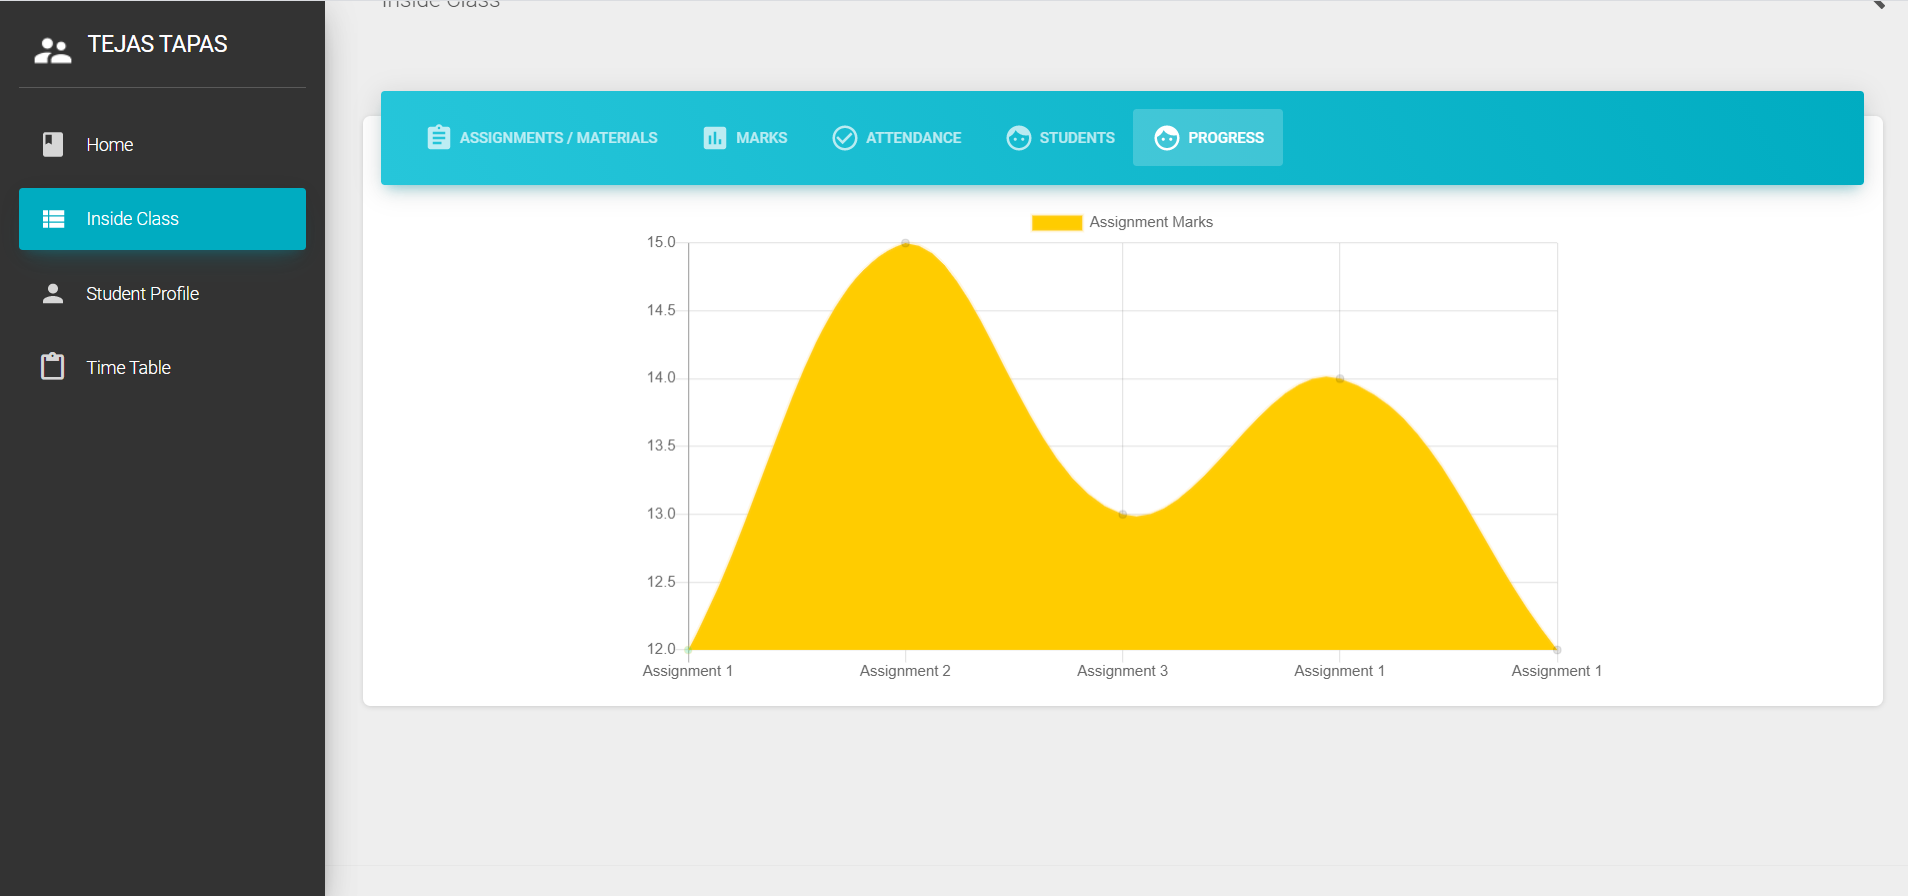 Inside Class
TEJAS TAPAS
Home
Inside Class
Student Profile
Time Table
ASSIGNMENTS / MATERIALS
MARKS
ATTENDANCE
STUDENTS
PROGRESS
Assignment Marks
15.0
14.5
14.0
13.5
13.0
12.5
12.0
Assignment 1
Assignment 2
Assignment 3
Assignment 1
Assignment 1